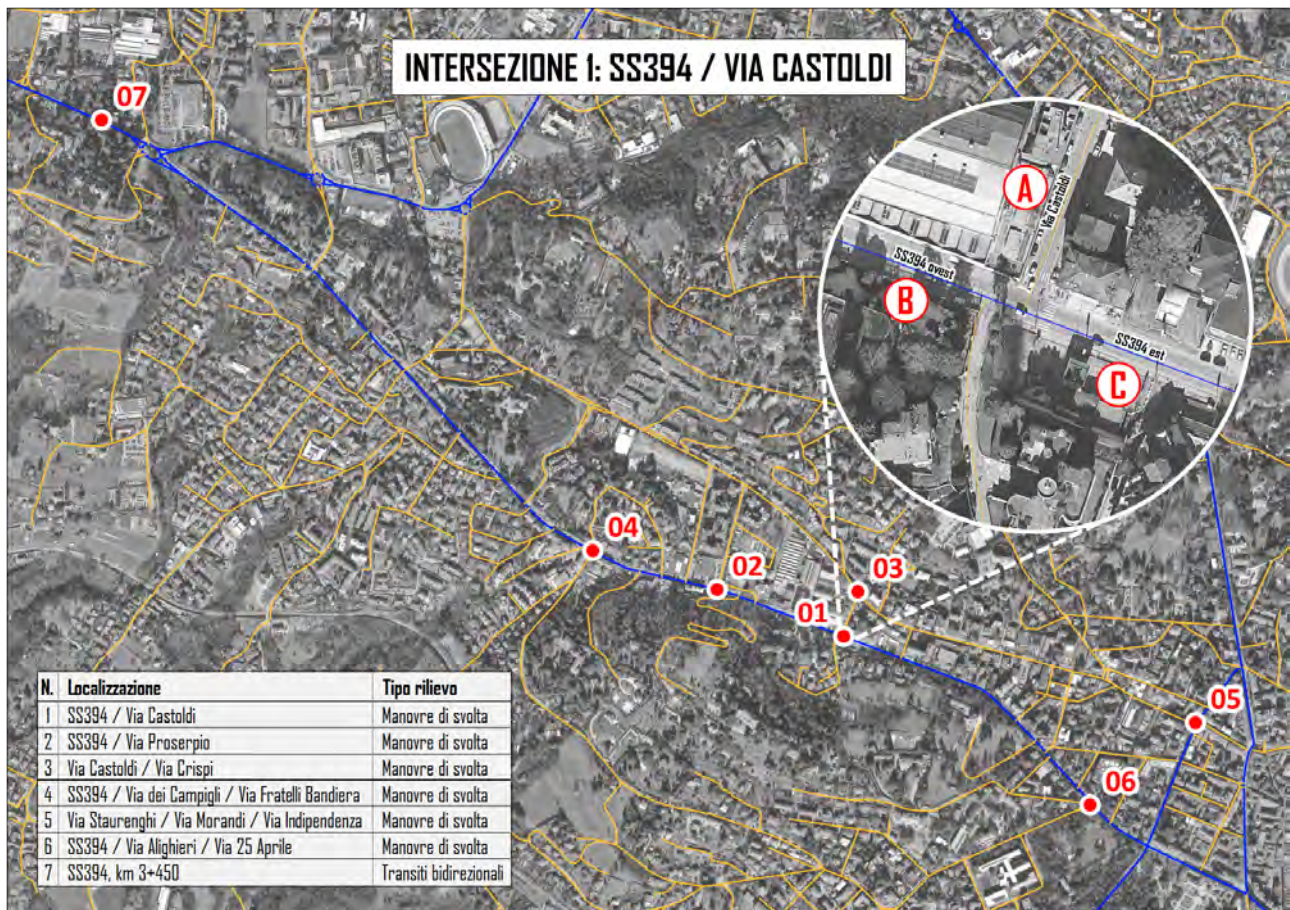 INTERSEZIONE 1: SS394 / VIA CASTOLDI
07
A
Via Castoldi
SS394 ovest
B
SS394 est
C
04
02
03
01
05
06
N. Localizzazione Tipo rilievo
1 SS394 / Via Castoldi Manovre di svolta
2 SS394 / Via Proserpio Manovre di svolta
3 Via Castoldi / Via Crispi Manovre di svolta
4 SS394 / Via dei Campigli / Via Fratelli Bandiera Manovre di svolta
5 Via Staurenghi / Via Morandi / Via Indipendenza Manovre di svolta
6 SS394 / Via Alighieri / Via 25 Aprile Manovre di svolta
7 SS394, km 3+450 Transiti bidirezionali